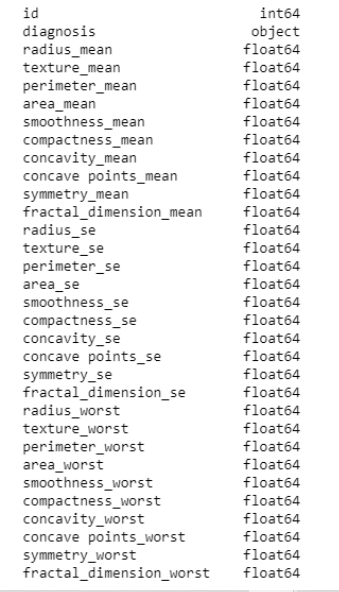 id int64
diagnosis object
radius_mean float64
texture_mean float64
perimeter_mean float64
area_mean float64
smoothness_mean float64
compactness_mean float64
concavity_mean float64
concave points_mean float64
symmetry_mean float64
fractal_dimension_mean float64
radius_se float64
texture_se float64
perimeter_se float64
area_se float64
smoothness_se float64
compactness_se float64
concavity_se float64
concave points_se float64
symmetry_se float64
fractal_dimension_se float64
radius_worst float64
texture_worst float64
perimeter_worst float64
area_worst float64
smoothness_worst float64
compactness_worst float64
concavity_worst float64
concave points_worst float64
symmetry_worst float64
fractal_dimension_worst float64